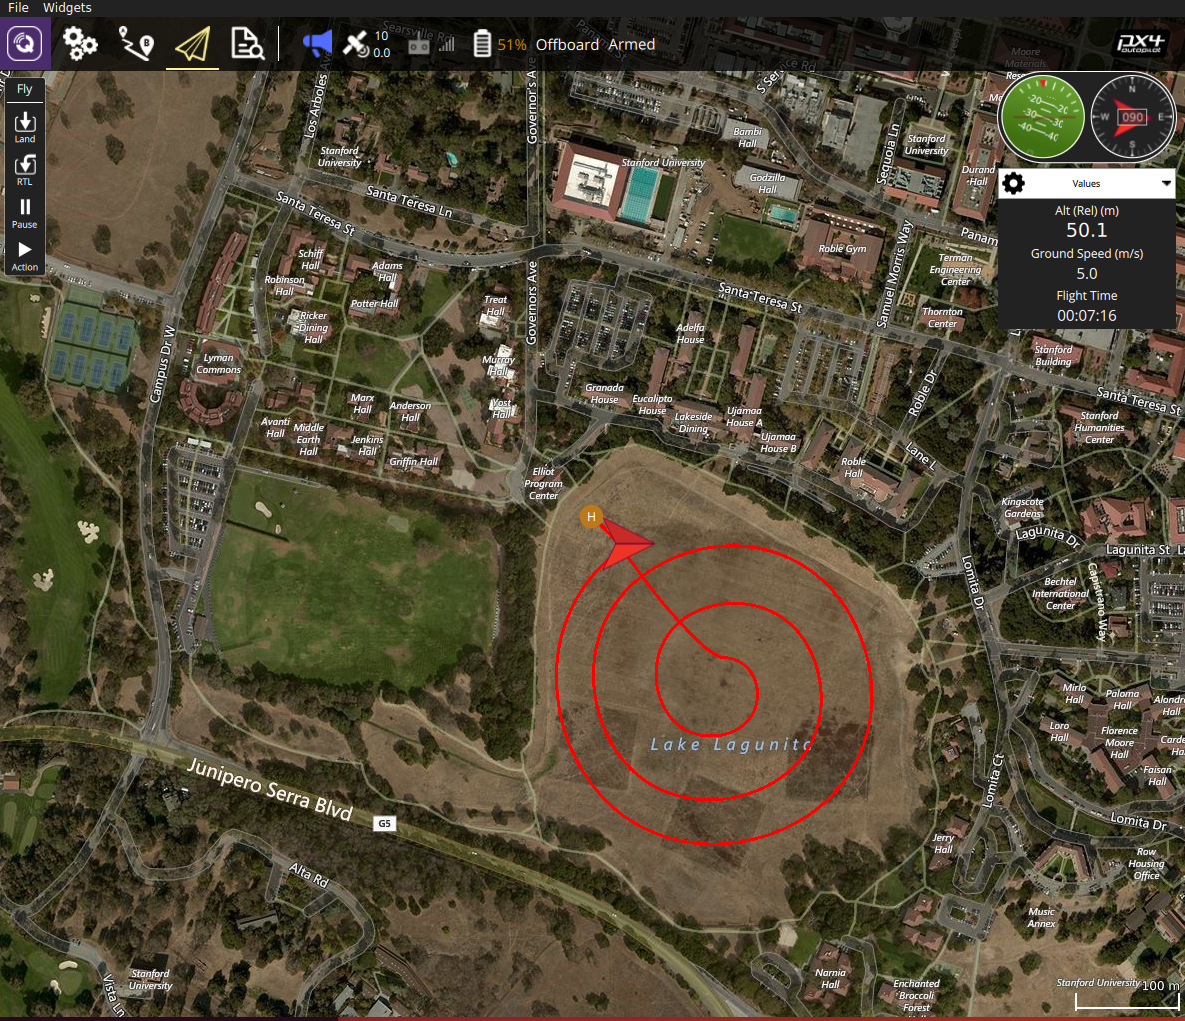 File Widgets
Searsville Rd
10
0.0
51%
Offboard
Armed
PX4
autopilot
Fly
Land
RTL
Pause
Action
Los Arboles Ave
Governor's Ave
Moore
Materials
N
W
090
E
S
Values
Alt (Rel) (m)
50.1
Ground Speed (m/s)
5.0
Flight Time
00:07:16
Stanford
University
Santa Teresa Ln
Santa Teresa St
Stanford University
Bambi
Hall
Godzilla
Hall
Sequoia Ln
Stanford
University
Durand
Hall
Roble Gym
Samuel Morris Way
Panam
Terman
Engineering
Center
Thornton
Center
Schiff
Hall
Robinson
Hall
Adams
Hall
Potter Hall
Ricker
Dining
Hall
Treat
Hall
Governors Ave
Santa Teresa St
Adelfa
House
Campus Dr W
Lyman
Commons
Murray
Hall
Stanford
Building
Santa Teresa St
Granada
House
Eucalipto
House
Lakeside
Dining
Ujamaa
House A
Ujamaa
House B
Roble Dr
Marx
Hall
Anderson
Hall
Yost
Hall
Avanti
Hall
Middle
Earth
Hall
Jenkins
Hall
Griffin Hall
Stanford
Humanities
Center
Roble
Hall
Lane L
Elliot
Program
Center
H
Kingscote
Gardens
Lagunita Dr
Lagunita St
La
Lomita Dr
Bechtel
International
Center
Capistrano Way
Mirlo
Hall
Paloma
Hall
Alondr
Hall
Loro
Hall
Florence
Moore
Hall
Carde
Ha
Faisan
Hall
Lake Lagunita
Junipero Serra Blvd
G5
Lomita Ct
Lomita Dr
Jerry
Hall
Row
Housing
Office
Alta Rd
Music
Annex
Vista Ln
Stanford
University
Narnia
Hall
Enchanted
Broccoli
Forest
Stanford University
100 m